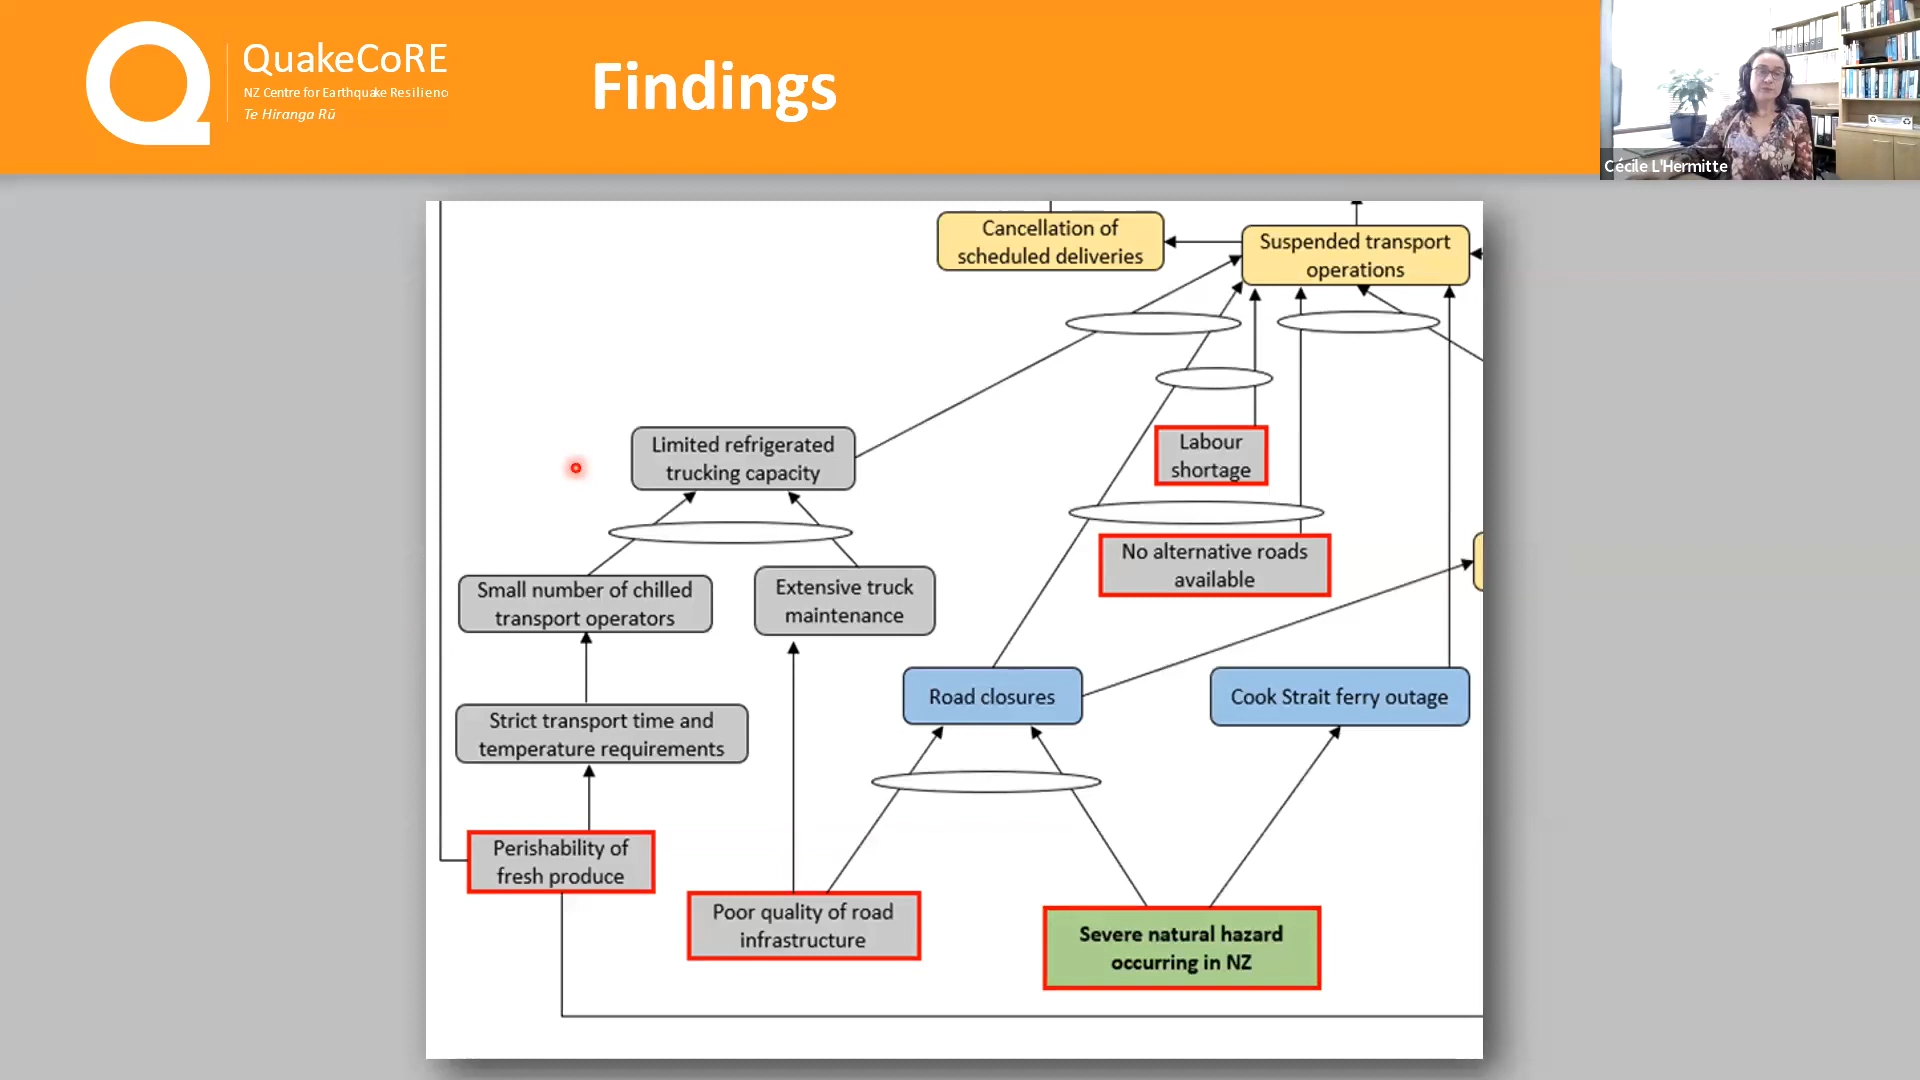 QuakeCoRE
NZ Centre for Earthquake Resilienc
Te Hiranga Rū
Findings
Cécile L'Hermitte
Cancellation of
scheduled deliveries
Suspended transport
operations
Limited refrigerated
trucking capacity
Labour
shortage
No alternative roads
available
Small number of chilled
transport operators
Extensive truck
maintenance
Road closures
Cook Strait ferry outage
Strict transport time and
temperature requirements
Perishability of
fresh produce
Poor quality of road
infrastructure
Severe natural hazard
occurring in NZ